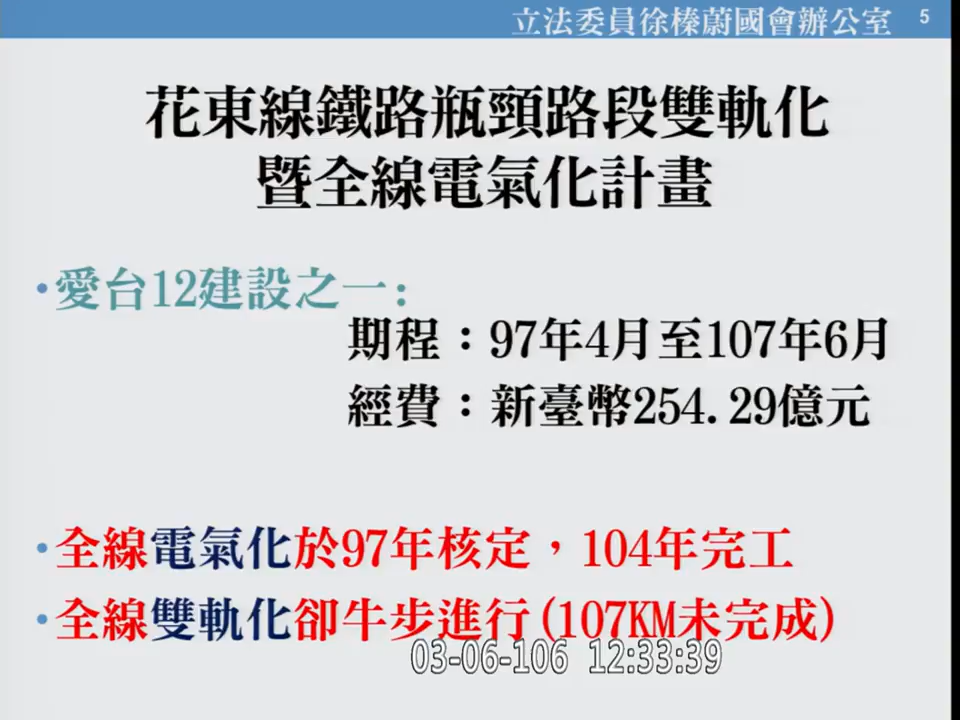 立法委員徐榛蔚國會辦公室 5
花東線鐵路瓶頸路段雙軌化
暨全線電氣化計畫
•愛台12建設之一:
期程：97年4月至107年6月
經費：新臺幣254.29億元
•全線電氣化於97年核定，104年完工
•全線雙軌化卻牛步進行(107KM未完成)
03-06-106 12:33:39